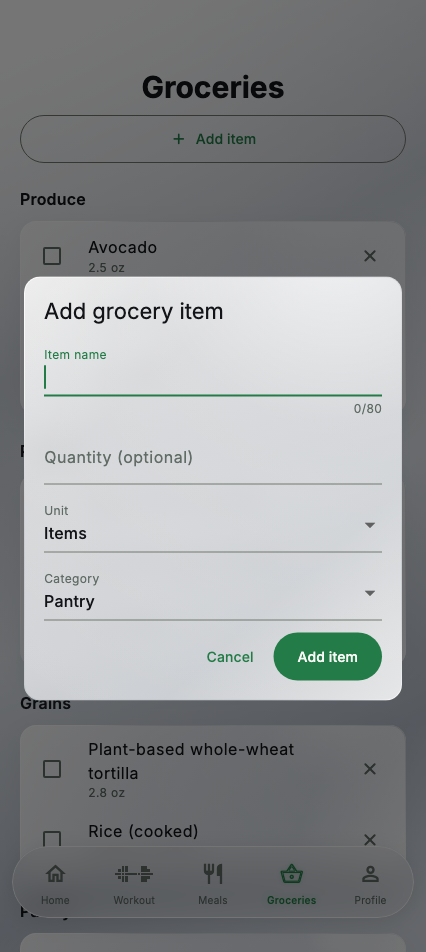 Groceries
+ Add item
Produce
Avocado
2.5 oz
Add grocery item
Item name
0/80
Quantity (optional)
Unit
Items
Category
Pantry
Cancel
Add item
Grains
Plant-based whole-wheat
tortilla
2.8 oz
Rice (cooked)
Home
Workout
Meals
Groceries
Profile